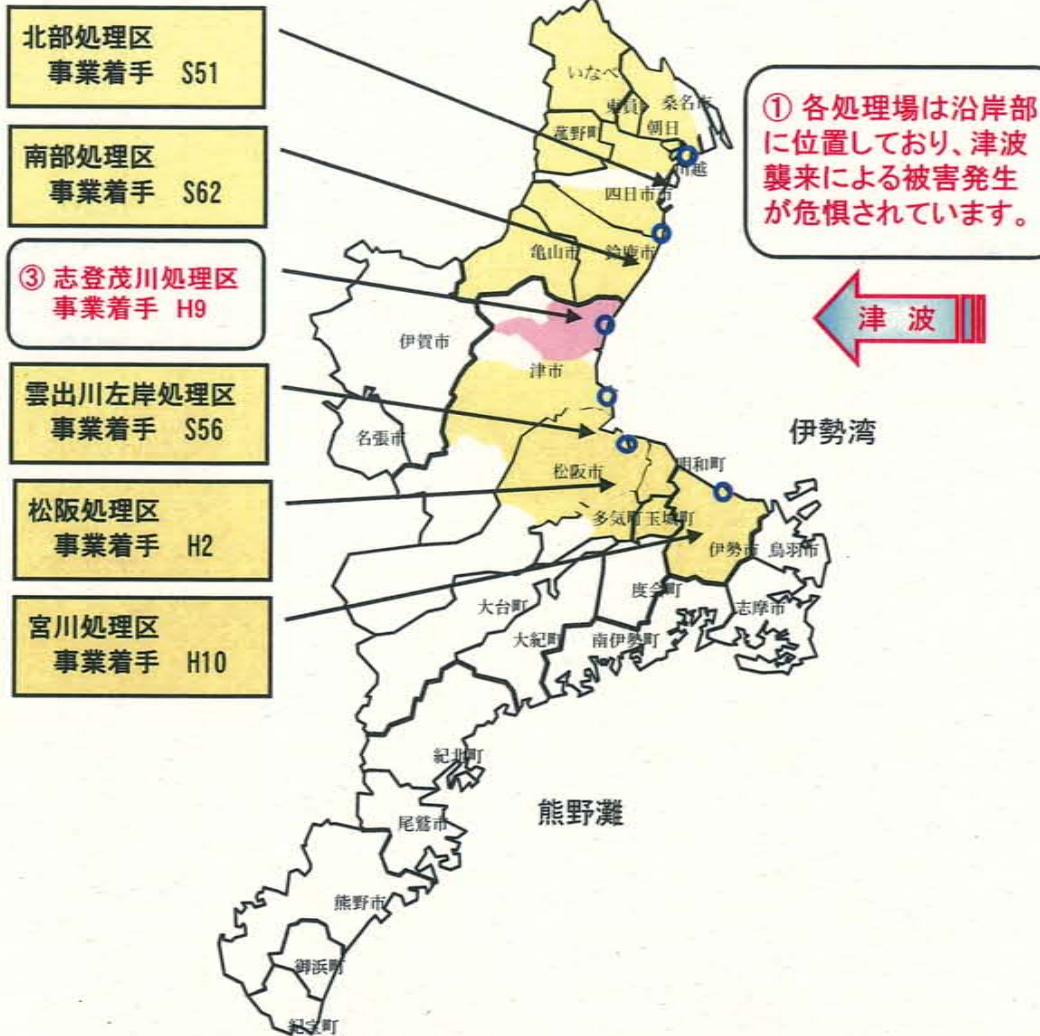 北部処理区
事業着手 S51
南部処理区
事業着手 S62
③ 志登茂川処理区
事業着手 H9
雲出川左岸処理区
事業着手 S56
松阪処理区
事業着手 H2
宮川処理区
事業着手 H10
① 各処理場は沿岸部
に位置しており、津波
襲来による被害発生
が危惧されています。
津 波
伊勢湾
熊野灘
いなべ
東員
桑名市
菰野町
朝日
川越
四日市市
亀山市
鈴鹿市
伊賀市
津市
名張市
松阪市
明和町
多気町
玉城町
伊勢市
鳥羽市
度会町
志摩市
大台町
大紀町
南伊勢町
紀北町
尾鷲市
熊野市
御浜町
紀宝町